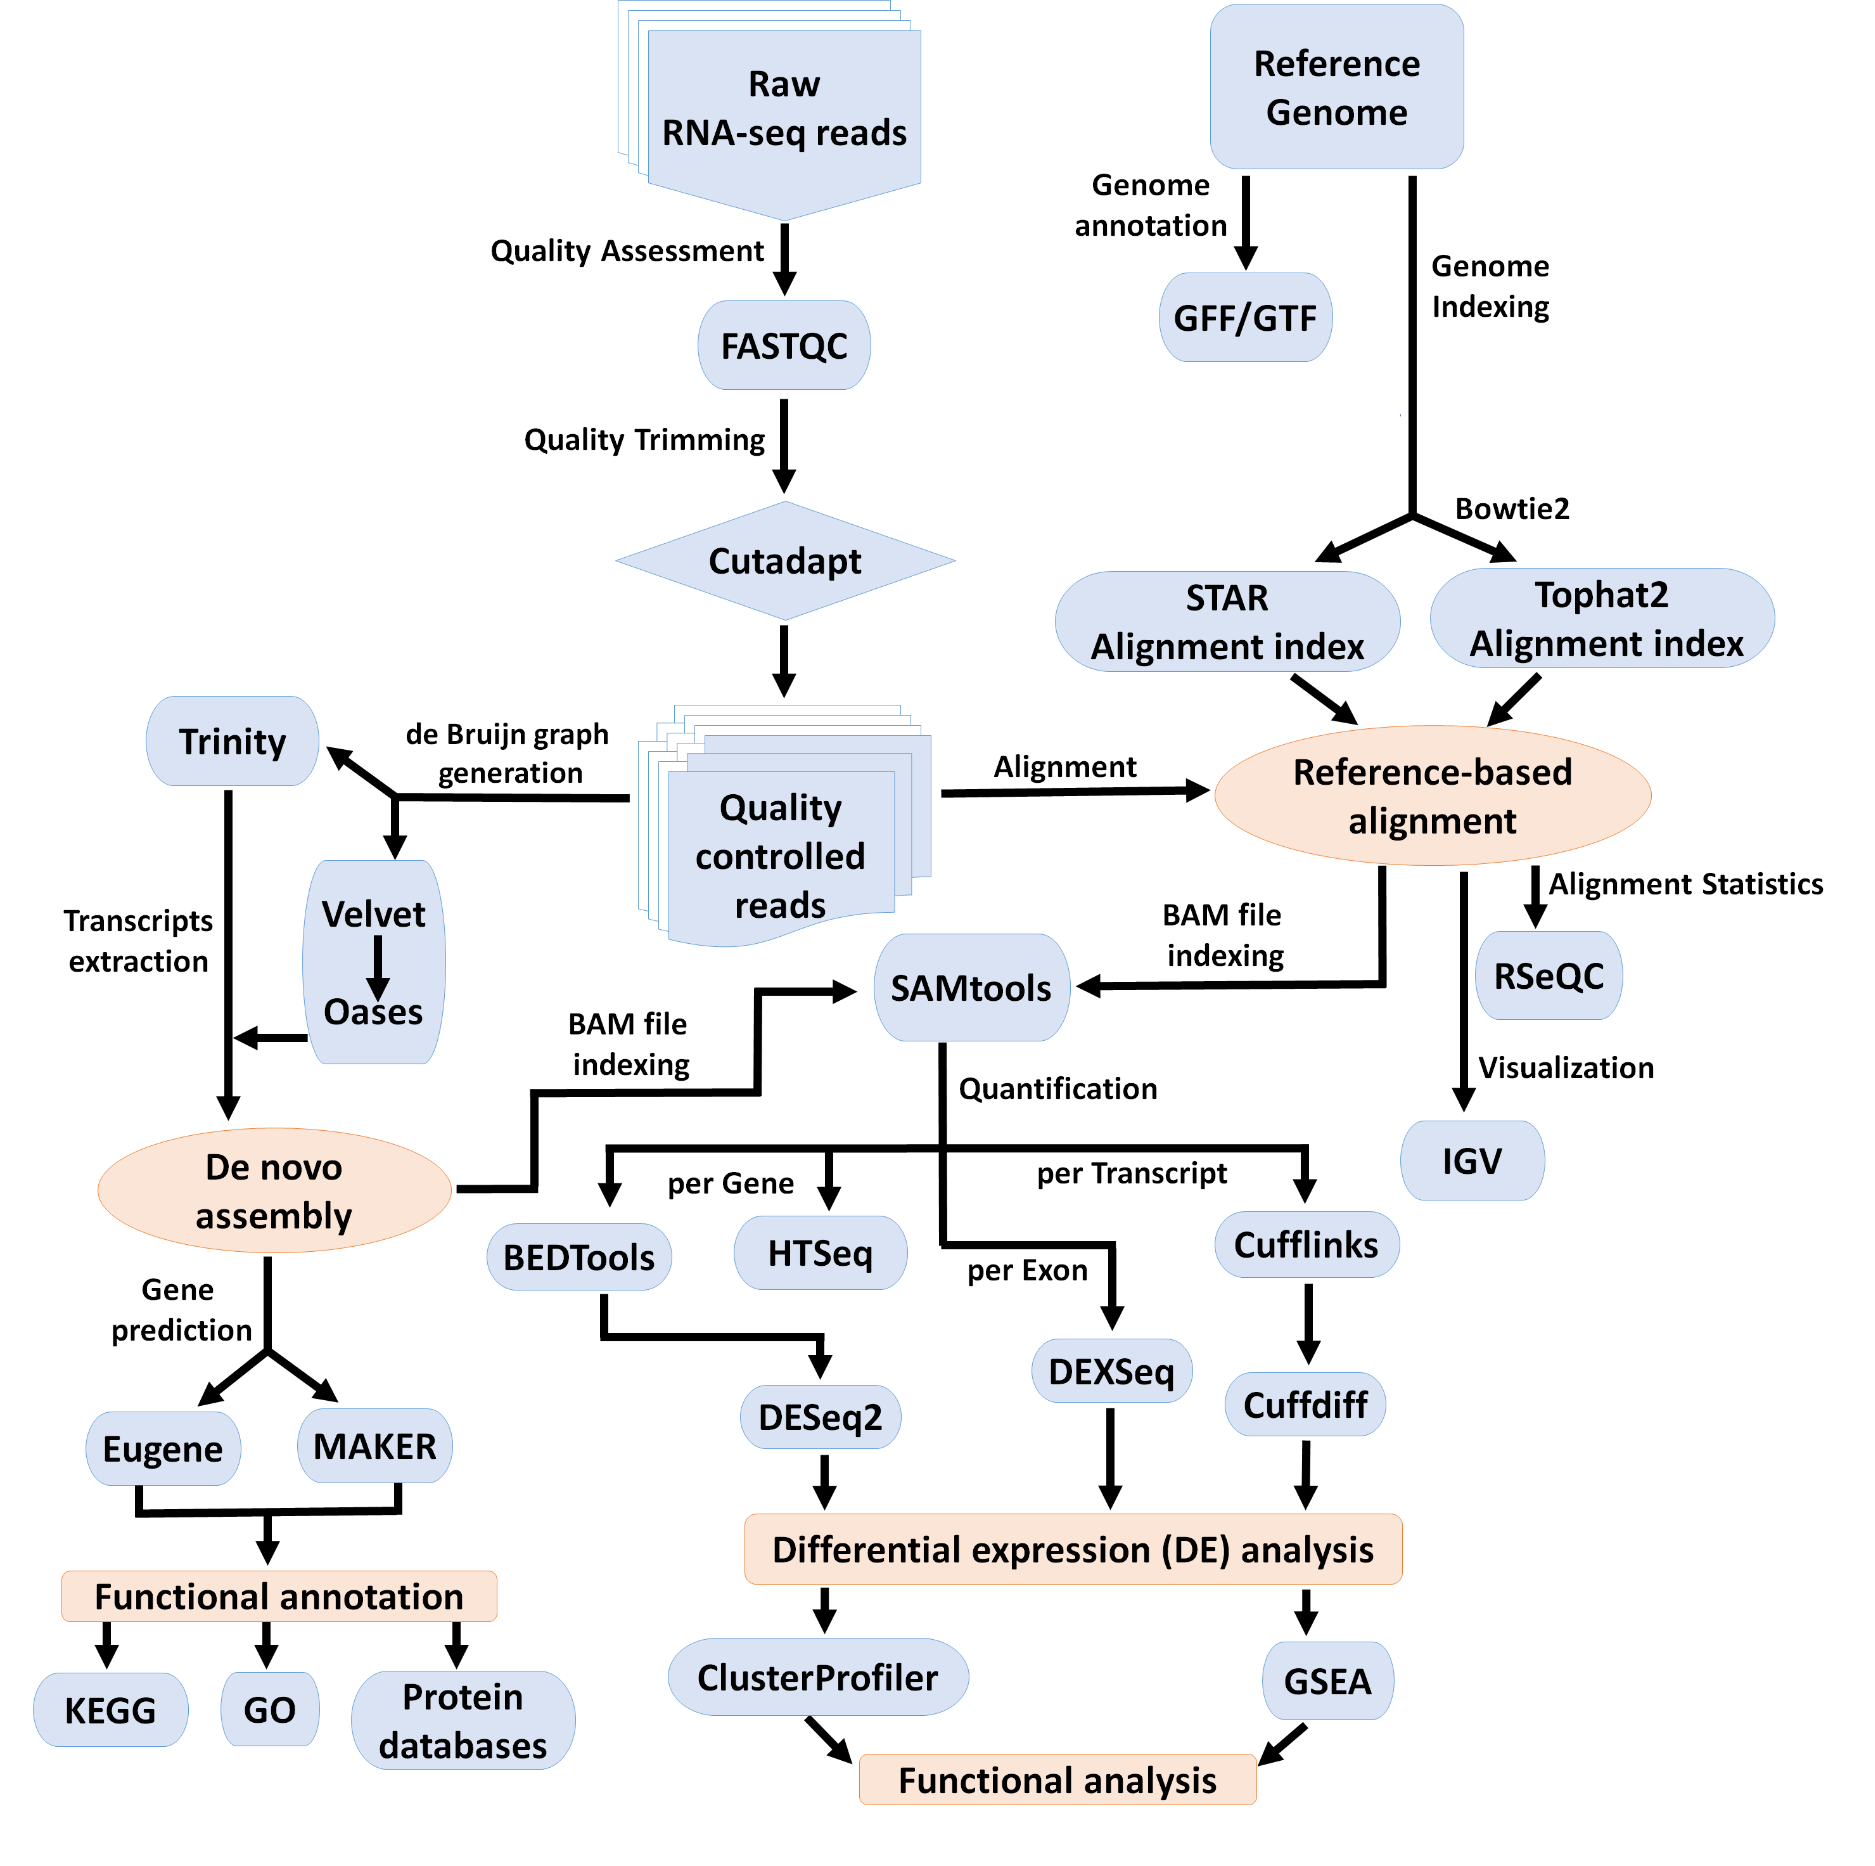 Raw
RNA-seq reads
Reference
Genome
Quality Assessment
Genome
annotation
Genome
Indexing
FASTQC
GFF/GTF
Quality Trimming
Bowtie2
Cutadapt
STAR
Alignment index
Tophat2
Alignment index
Trinity
de Bruijn graph
generation
Quality
controlled
reads
Alignment
Reference-based
alignment
Transcripts
extraction
Velvet
Oases
SAMtools
BAM file
indexing
Alignment Statistics
RSeQC
BAM file
indexing
Quantification
Visualization
IGV
De novo
assembly
per Gene
per Transcript
BEDTools
HTSeq
per Exon
Cufflinks
Gene
prediction
DESeq2
DEXSeq
Cuffdiff
Eugene
MAKER
Differential expression (DE) analysis
Functional annotation
KEGG
GO
Protein
databases
ClusterProfiler
GSEA
Functional analysis